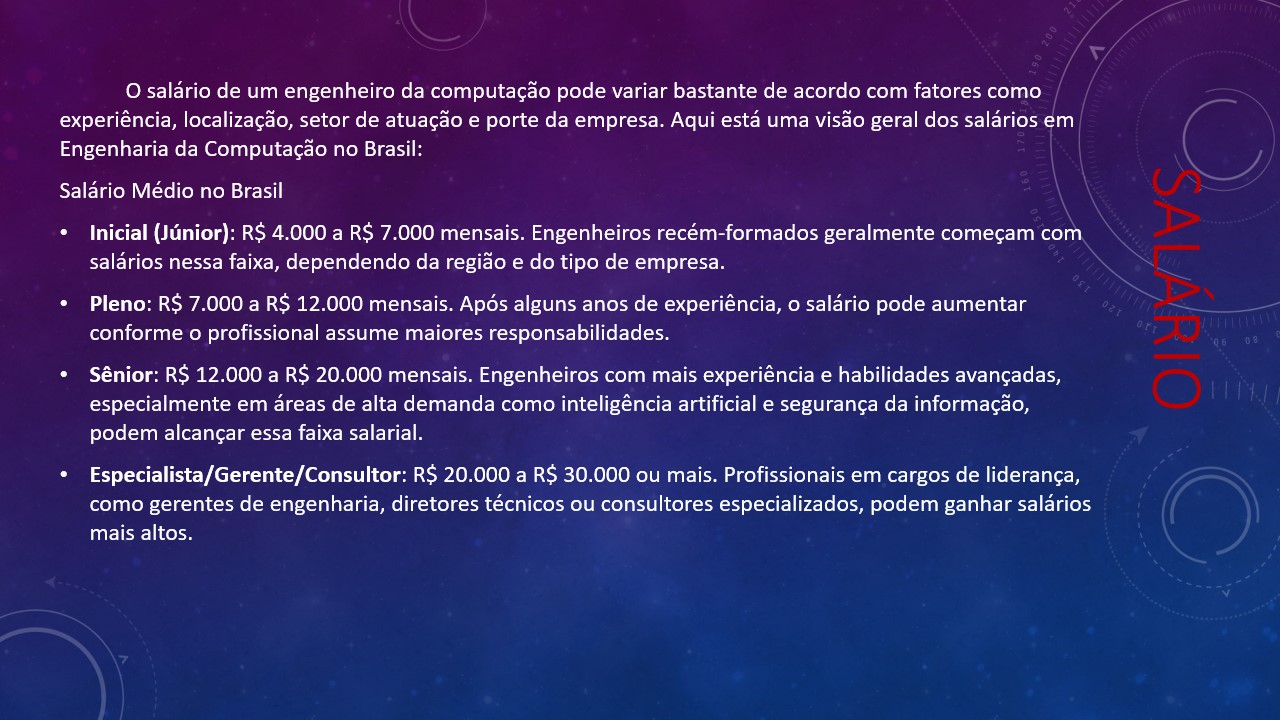 O salário de um engenheiro da computação pode variar bastante de acordo com fatores como
experiência, localização, setor de atuação e porte da empresa. Aqui está uma visão geral dos salários em
Engenharia da Computação no Brasil:
Salário Médio no Brasil
• Inicial (Júnior): R$ 4.000 a R$ 7.000 mensais. Engenheiros recém-formados geralmente começam com
salários nessa faixa, dependendo da região e do tipo de empresa.
• Pleno: R$ 7.000 a R$ 12.000 mensais. Após alguns anos de experiência, o salário pode aumentar
conforme o profissional assume maiores responsabilidades.
• Sênior: R$ 12.000 a R$ 20.000 mensais. Engenheiros com mais experiência e habilidades avançadas,
especialmente em áreas de alta demanda como inteligência artificial e segurança da informação,
podem alcançar essa faixa salarial.
• Especialista/Gerente/Consultor: R$ 20.000 a R$ 30.000 ou mais. Profissionais em cargos de liderança,
como gerentes de engenharia, diretores técnicos ou consultores especializados, podem ganhar salários
mais altos.
SALÁRIO